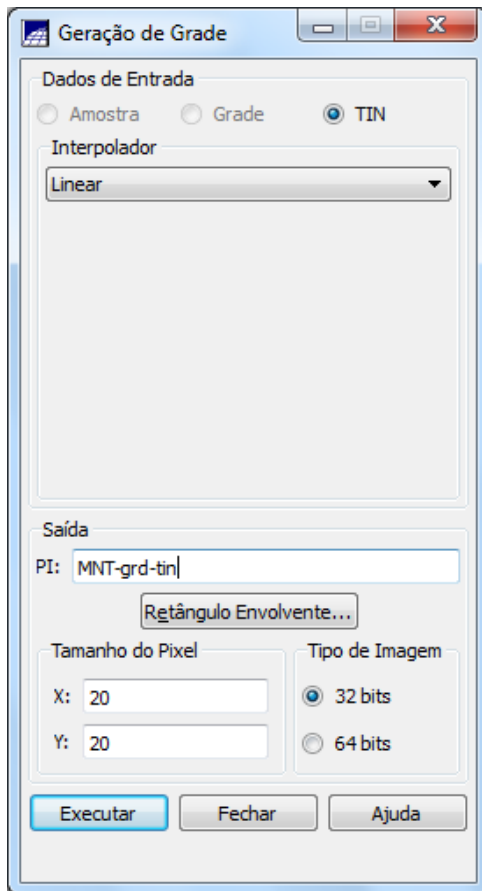 Geração de Grade
Dados de Entrada
Amostra Grade TIN
Interpolador
Linear
Saída
PI: MNT-grd-tin
Retângulo Envolvente...
Tamanho do Pixel Tipo de Imagem
X: 20 32 bits
Y: 20 64 bits
Executar Fechar Ajuda